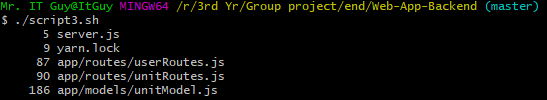 Mr. IT Guy@ItGuy MINGW64 /r/3rd Yr/Group project/end/Web-App-Backend (master)
$ ./script3.sh
5 server.js
9 yarn.lock
87 app/routes/userRoutes.js
90 app/routes/unitRoutes.js
186 app/models/unitModel.js